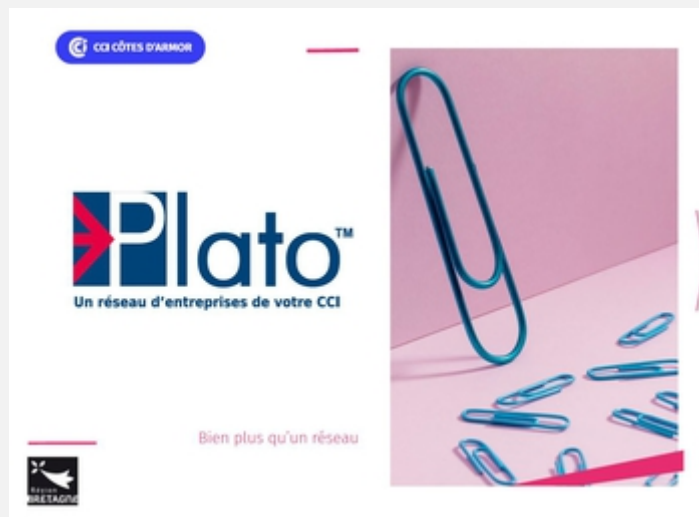 CCI CÔTES D'ARMOR
Plato™
Un réseau d'entreprises de votre CCI
Bien plus qu'un réseau
Région
BRETAGNE